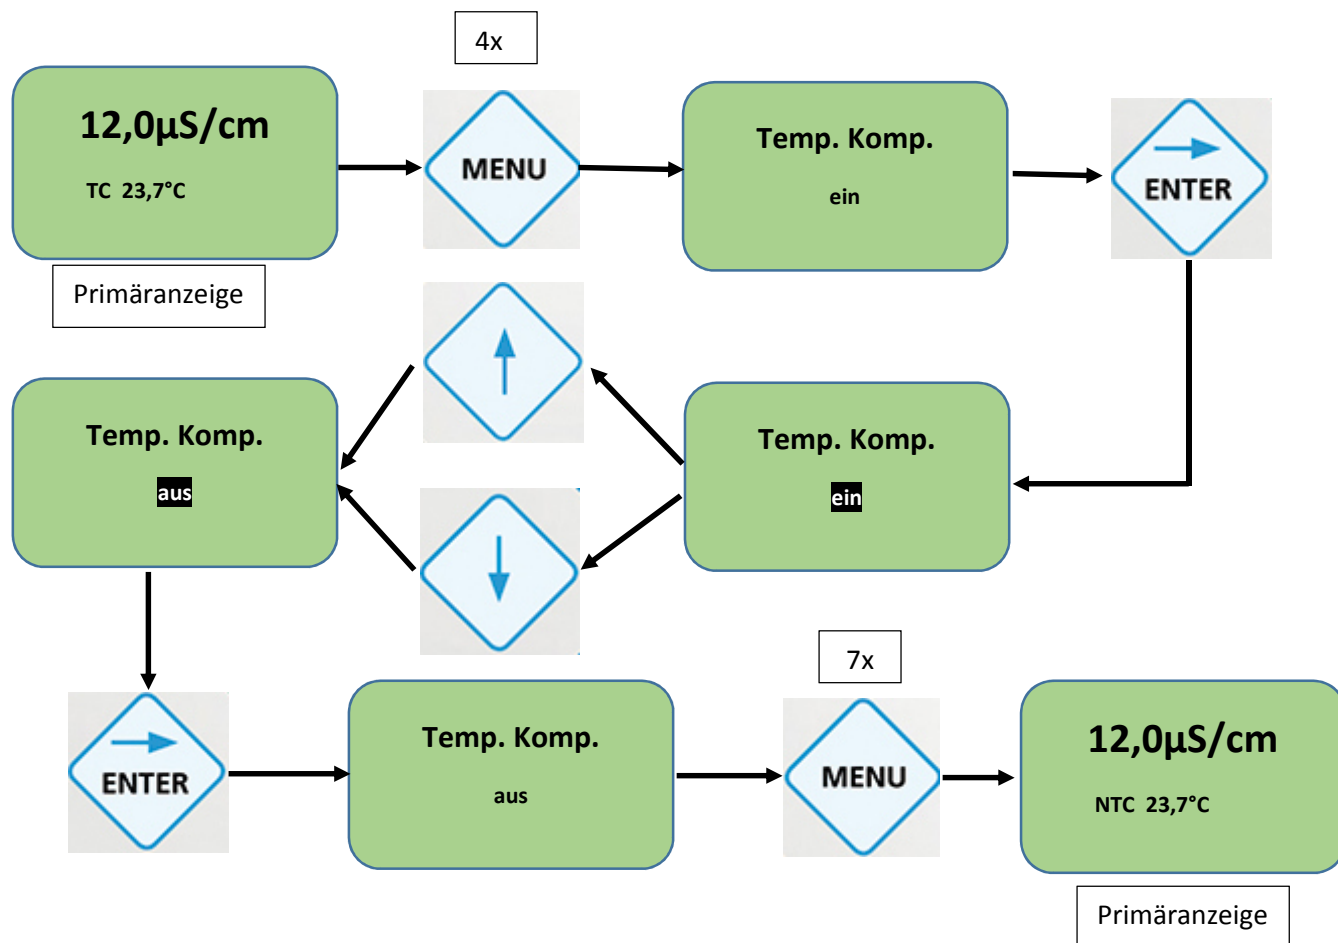 4x
12,0µS/cm
TC 23,7°C
MENU
Temp. Komp.
ein
ENTER
Primäranzeige
Temp. Komp.
aus
Temp. Komp.
ein
7x
ENTER
Temp. Komp.
aus
MENU
12,0µS/cm
NTC 23,7°C
Primäranzeige